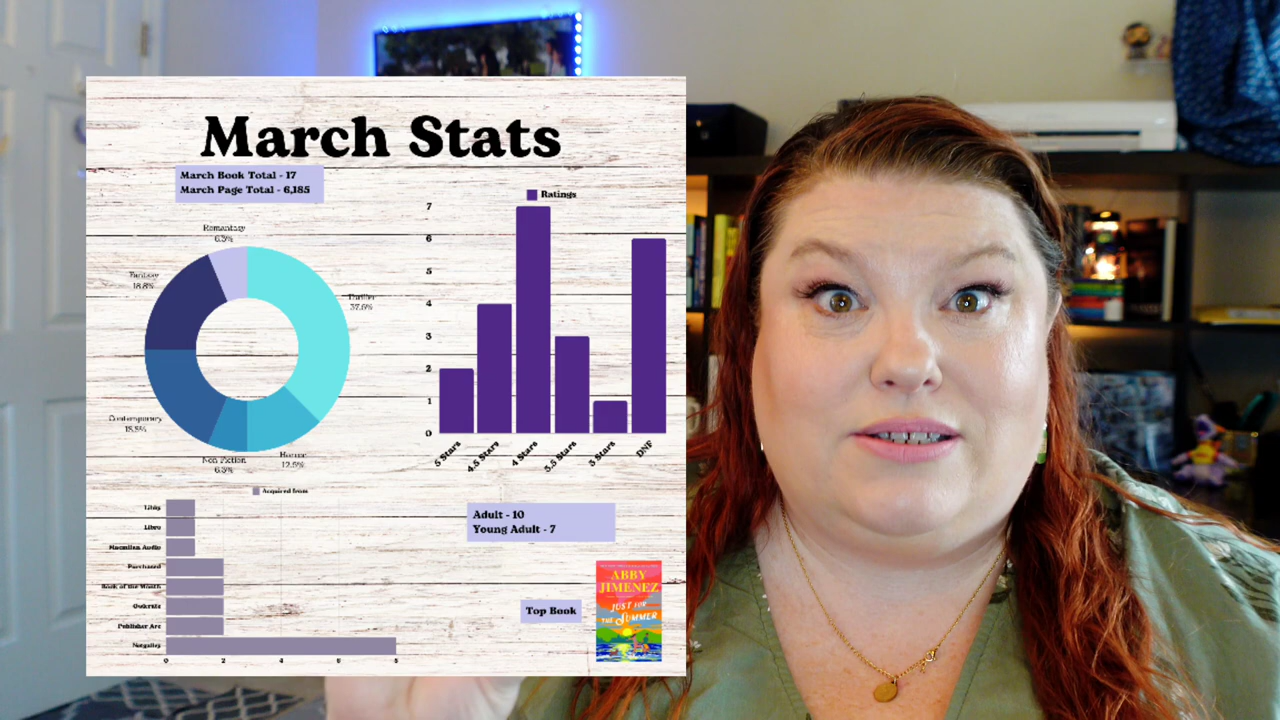 March Stats
March Book Total - 17
March Page Total - 6,185
Ratings
7
6
5
4
3
2
1
0
5 Stars
4.5 Stars
4 Stars
3.5 Stars
3 Stars
DNF
Romantasy
6.3%
Fantasy
18.8%
Thriller
37.5%
Contemporary
18.8%
Non Fiction
6.3%
Horror
12.5%
Acquired from
Libby
Libro
Macmillan Audio
Purchased
Book of the Month
Owlcrate
Publisher Arc
Netgalley
0
2
4
6
8
Adult - 10
Young Adult - 7
Top Book
ABBY
JIMENEZ
JUST FOR
THE SUMMER